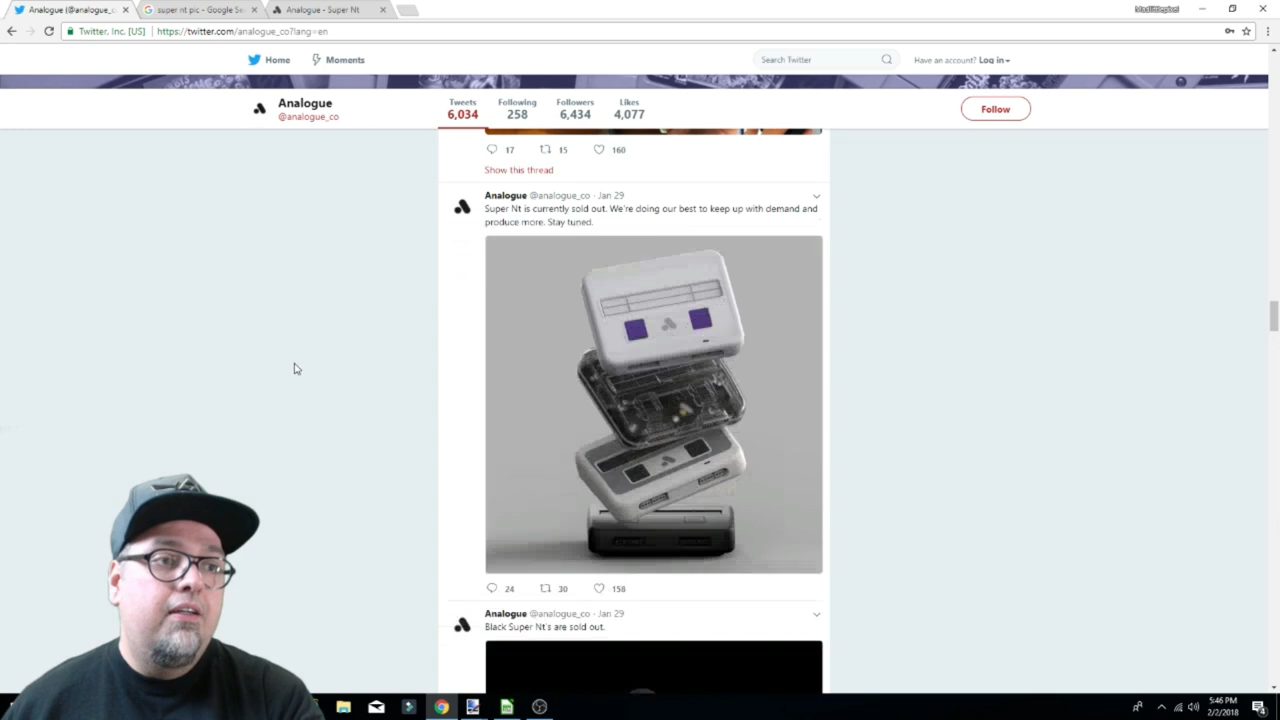 Analogue (@analogue_co)
super nt pic - Google Se
Analogue - Super Nt
Madlittlepixel
Twitter, Inc. [US]
https://twitter.com/analogue_co?lang=en
Home
Moments
Search Twitter
Have an account? Log in
Analogue
@analogue_co
Tweets
6,034
Following
258
Followers
6,434
Likes
4,077
Follow
17
15
160
Show this thread
Analogue @analogue_co · Jan 29
Super Nt is currently sold out. We're doing our best to keep up with demand and
produce more. Stay tuned.
24
30
158
Analogue @analogue_co · Jan 29
Black Super Nt's are sold out.
5:46 PM
2/2/2018
4